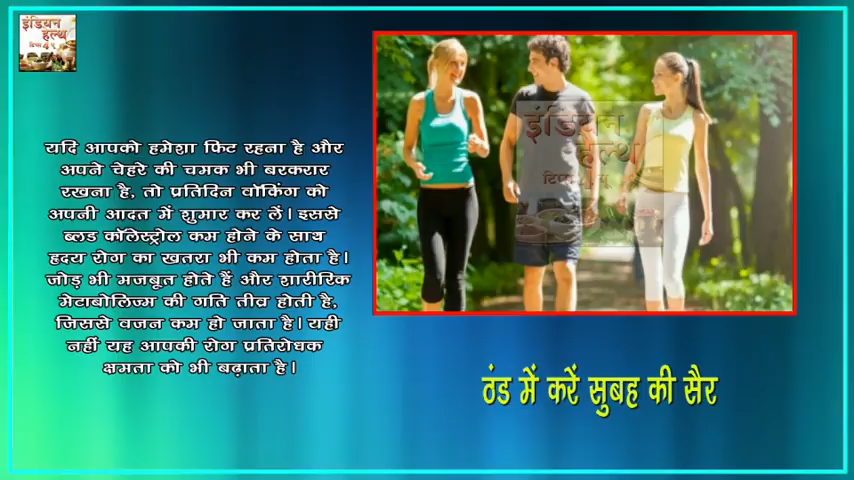 इंडियन
हेल्थ
यदि आपको हमेशा फिट रहना है और
अपने चेहरे की चमक भी बरकरार
रखना है, तो प्रतिदिन वॉकिंग को
अपनी आदत में शुमार कर लें। इससे
ब्लड कॉलेस्ट्रोल कम होने के साथ
हृदय रोग का खतरा भी कम होता है।
जोड़ भी मजबूत होते हैं और शारीरिक
मेटाबोलिज्म की गति तीव्र होती है,
जिससे वजन कम हो जाता है। यही
नहीं यह आपकी रोग प्रतिरोधक
क्षमता को भी बढ़ाता है।
इंडियन
हेल्थ
ठंड में करें सुबह की सैर